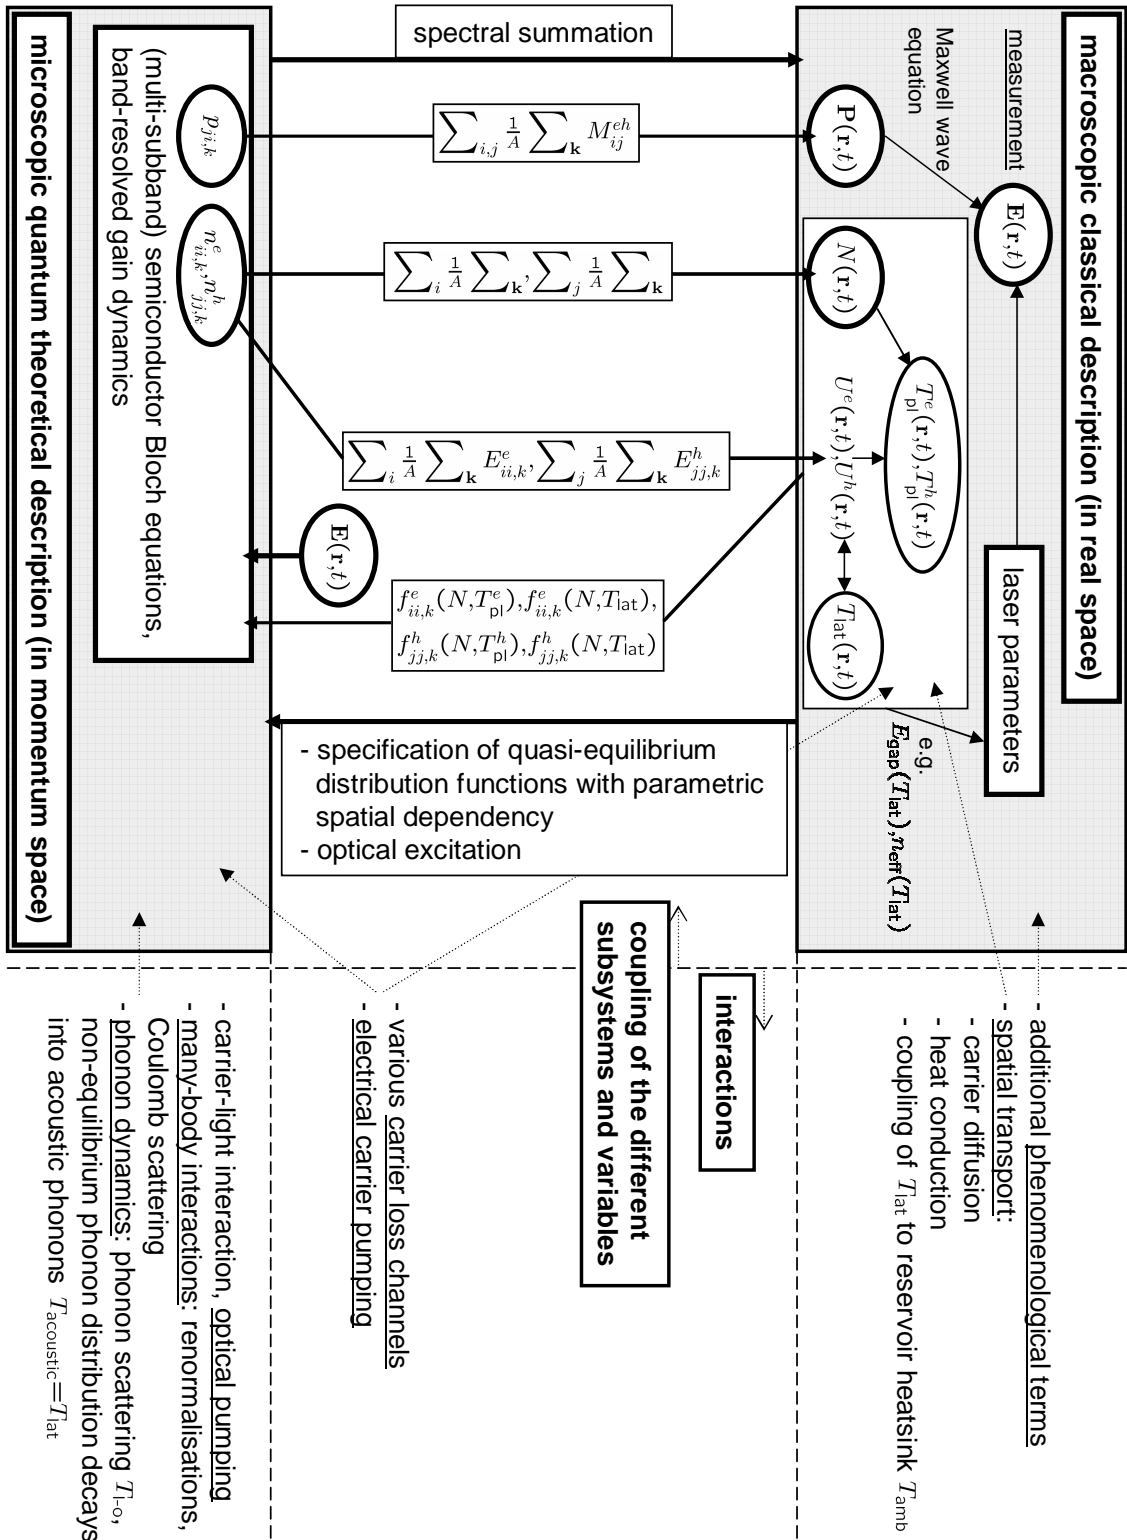 macroscopic classical description (in real space)
measurement
Maxwell wave
equation
P(r,t)
E(r,t)
N(r,t)
T^e_pl(r,t),T^h_pl(r,t)
U^e(r,t),U^h(r,t)
T_lat(r,t)
laser parameters
e.g.
E_gap(T_lat),n_eff(T_lat)
spectral summation
∑_{i,j} 1/A ∑_k M^{eh}_{ij}
∑_i 1/A ∑_k, ∑_j 1/A ∑_k
∑_i 1/A ∑_k E^e_{ii,k}, ∑_j 1/A ∑_k E^h_{jj,k}
E(r,t)
f^e_{ii,k}(N,T^e_pl),f^e_{ii,k}(N,T_lat),
f^h_{jj,k}(N,T^h_pl),f^h_{jj,k}(N,T_lat)
- specification of quasi-equilibrium
distribution functions with parametric
spatial dependency
- optical excitation
p_{ji,k}
n^e_{ii,k},n^h_{jj,k}
(multi-subband) semiconductor Bloch equations,
band-resolved gain dynamics
microscopic quantum theoretical description (in momentum space)
interactions
coupling of the different
subsystems and variables
- additional phenomenological terms
- spatial transport:
- carrier diffusion
- heat conduction
- coupling of T_lat to reservoir heatsink T_amb
- various carrier loss channels
- electrical carrier pumping
- carrier-light interaction, optical pumping
- many-body interactions: renormalisations,
Coulomb scattering
- phonon dynamics: phonon scattering T_{l-o},
non-equilibrium phonon distribution decays
into acoustic phonons T_acoustic=T_lat